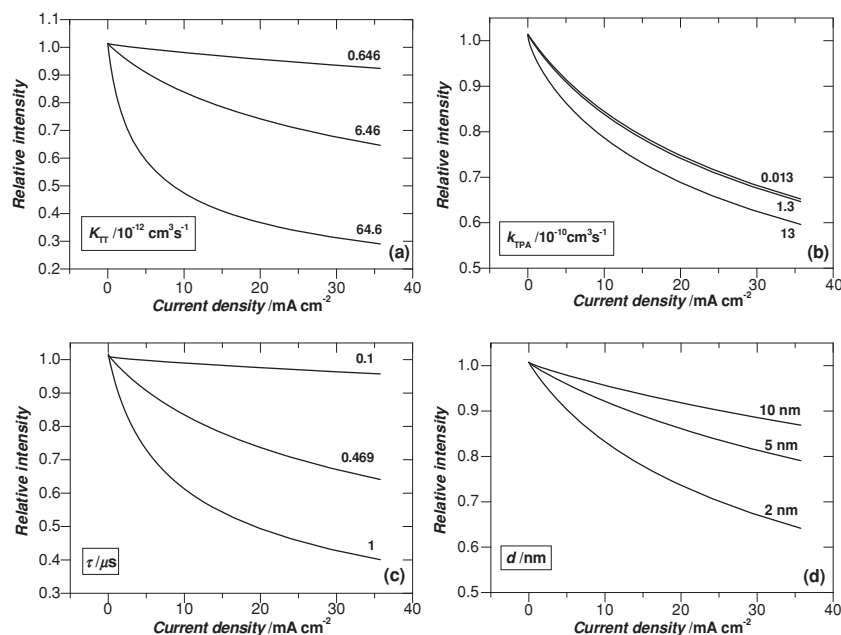 1.1
1.0
0.9
0.8
0.7
0.6
0.5
0.4
0.3
0.2
0 10 20 30 40
Relative intensity
Current density /mA cm-2
0.646
6.46
64.6
KTT /10-12 cm3s-1
(a)
1.0
0.9
0.8
0.7
0.6
0.5
0 10 20 30 40
Relative intensity
Current density /mA cm-2
0.013
1.3
13
kTPA /10-10cm3s-1
(b)
1.0
0.9
0.8
0.7
0.6
0.5
0.4
0.3
0 10 20 30 40
Relative intensity
Current density /mA cm-2
0.1
0.469
1
τ /μs
(c)
1.0
0.9
0.8
0.7
0.6
0.5
0 10 20 30 40
Relative intensity
Current density /mA cm-2
10 nm
5 nm
2 nm
d /nm
(d)